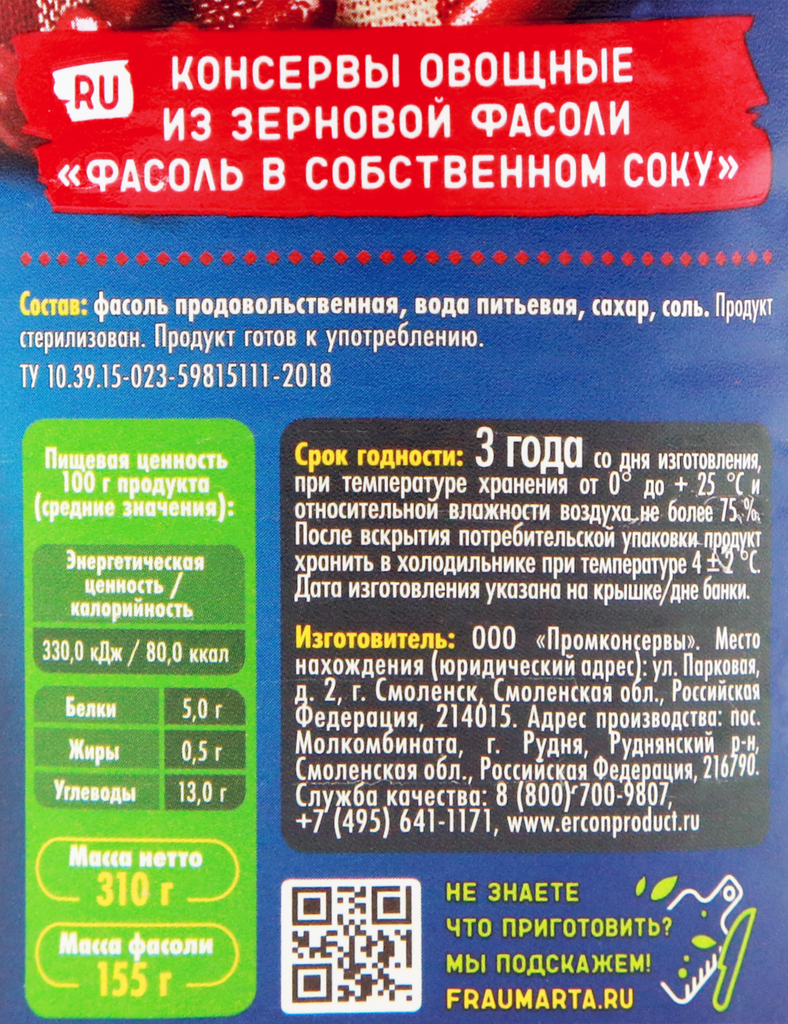 RU
КОНСЕРВЫ ОВОЩНЫЕ
ИЗ ЗЕРНОВОЙ ФАСОЛИ
«ФАСОЛЬ В СОБСТВЕННОМ СОКУ»
Состав: фасоль продовольственная, вода питьевая, сахар, соль. Продукт
стерилизован. Продукт готов к употреблению.
ТУ 10.39.15-023-59815111-2018
Пищевая ценность
100 г продукта
(средние значения):
Энергетическая
ценность /
калорийность
330,0 кДж / 80,0 ккал
Белки 5,0 г
Жиры 0,5 г
Углеводы 13,0 г
Масса нетто
310 г
Масса фасоли
155 г
Срок годности: 3 года со дня изготовления,
при температуре хранения от 0° до + 25 °С и
относительной влажности воздуха не более 75 %.
После вскрытия потребительской упаковки продукт
хранить в холодильнике при температуре 4 ± 2 °С.
Дата изготовления указана на крышке/дне банки.
Изготовитель: ООО «Промконсервы». Место
нахождения (юридический адрес): ул. Парковая,
д. 2, г. Смоленск, Смоленская обл., Российская
Федерация, 214015. Адрес производства: пос.
Молкомбината, г. Рудня, Руднянский р-н,
Смоленская обл., Российская Федерация, 216790.
Служба качества: 8 (800) 700-9807,
+7 (495) 641-1171, www.erconproduct.ru
НЕ ЗНАЕТЕ
ЧТО ПРИГОТОВИТЬ?
МЫ ПОДСКАЖЕМ!
FRAUMARTA.RU